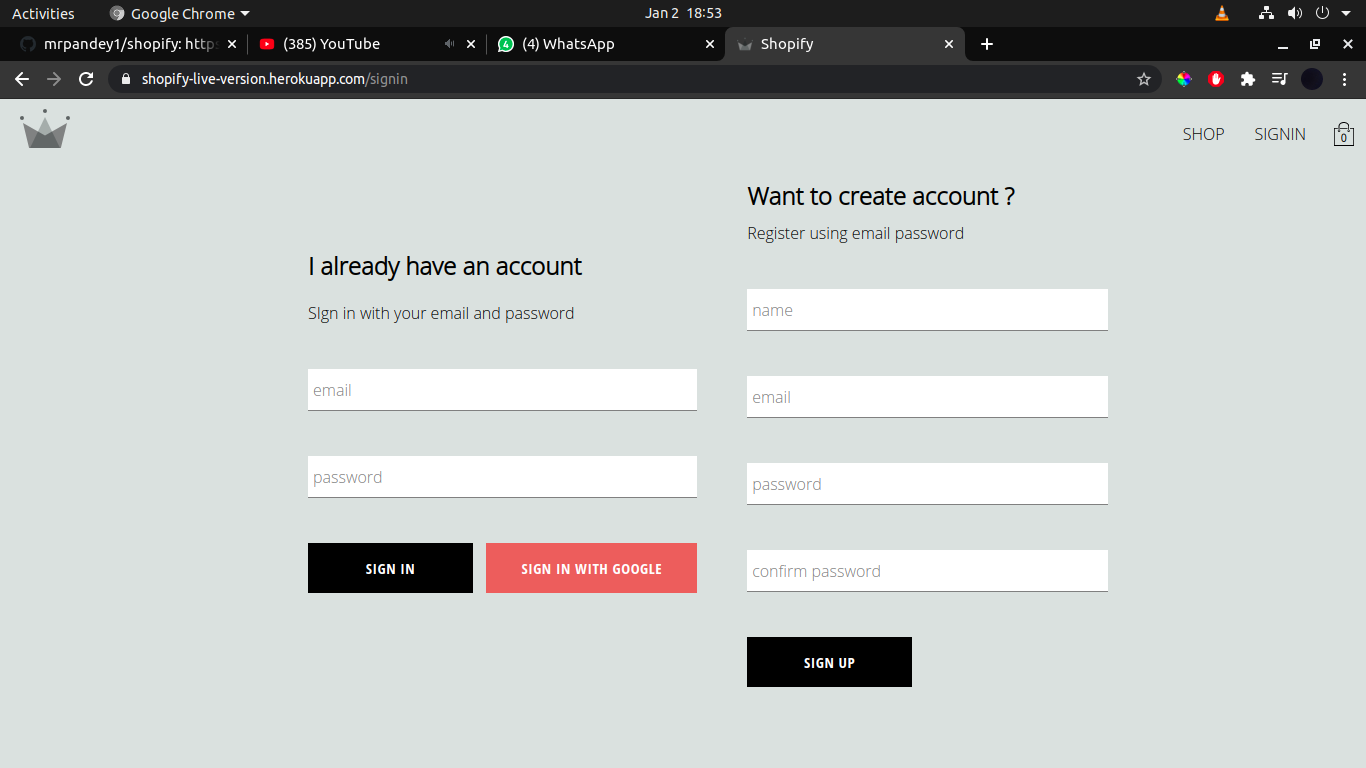 Activities
Google Chrome
Jan 2 18:53
mrpandey1/shopify: http
(385) YouTube
4
(4) WhatsApp
Shopify
shopify-live-version.herokuapp.com/signin
SHOP
SIGNIN
0
I already have an account
SIgn in with your email and password
email
password
SIGN IN
SIGN IN WITH GOOGLE
Want to create account ?
Register using email password
name
email
password
confirm password
SIGN UP